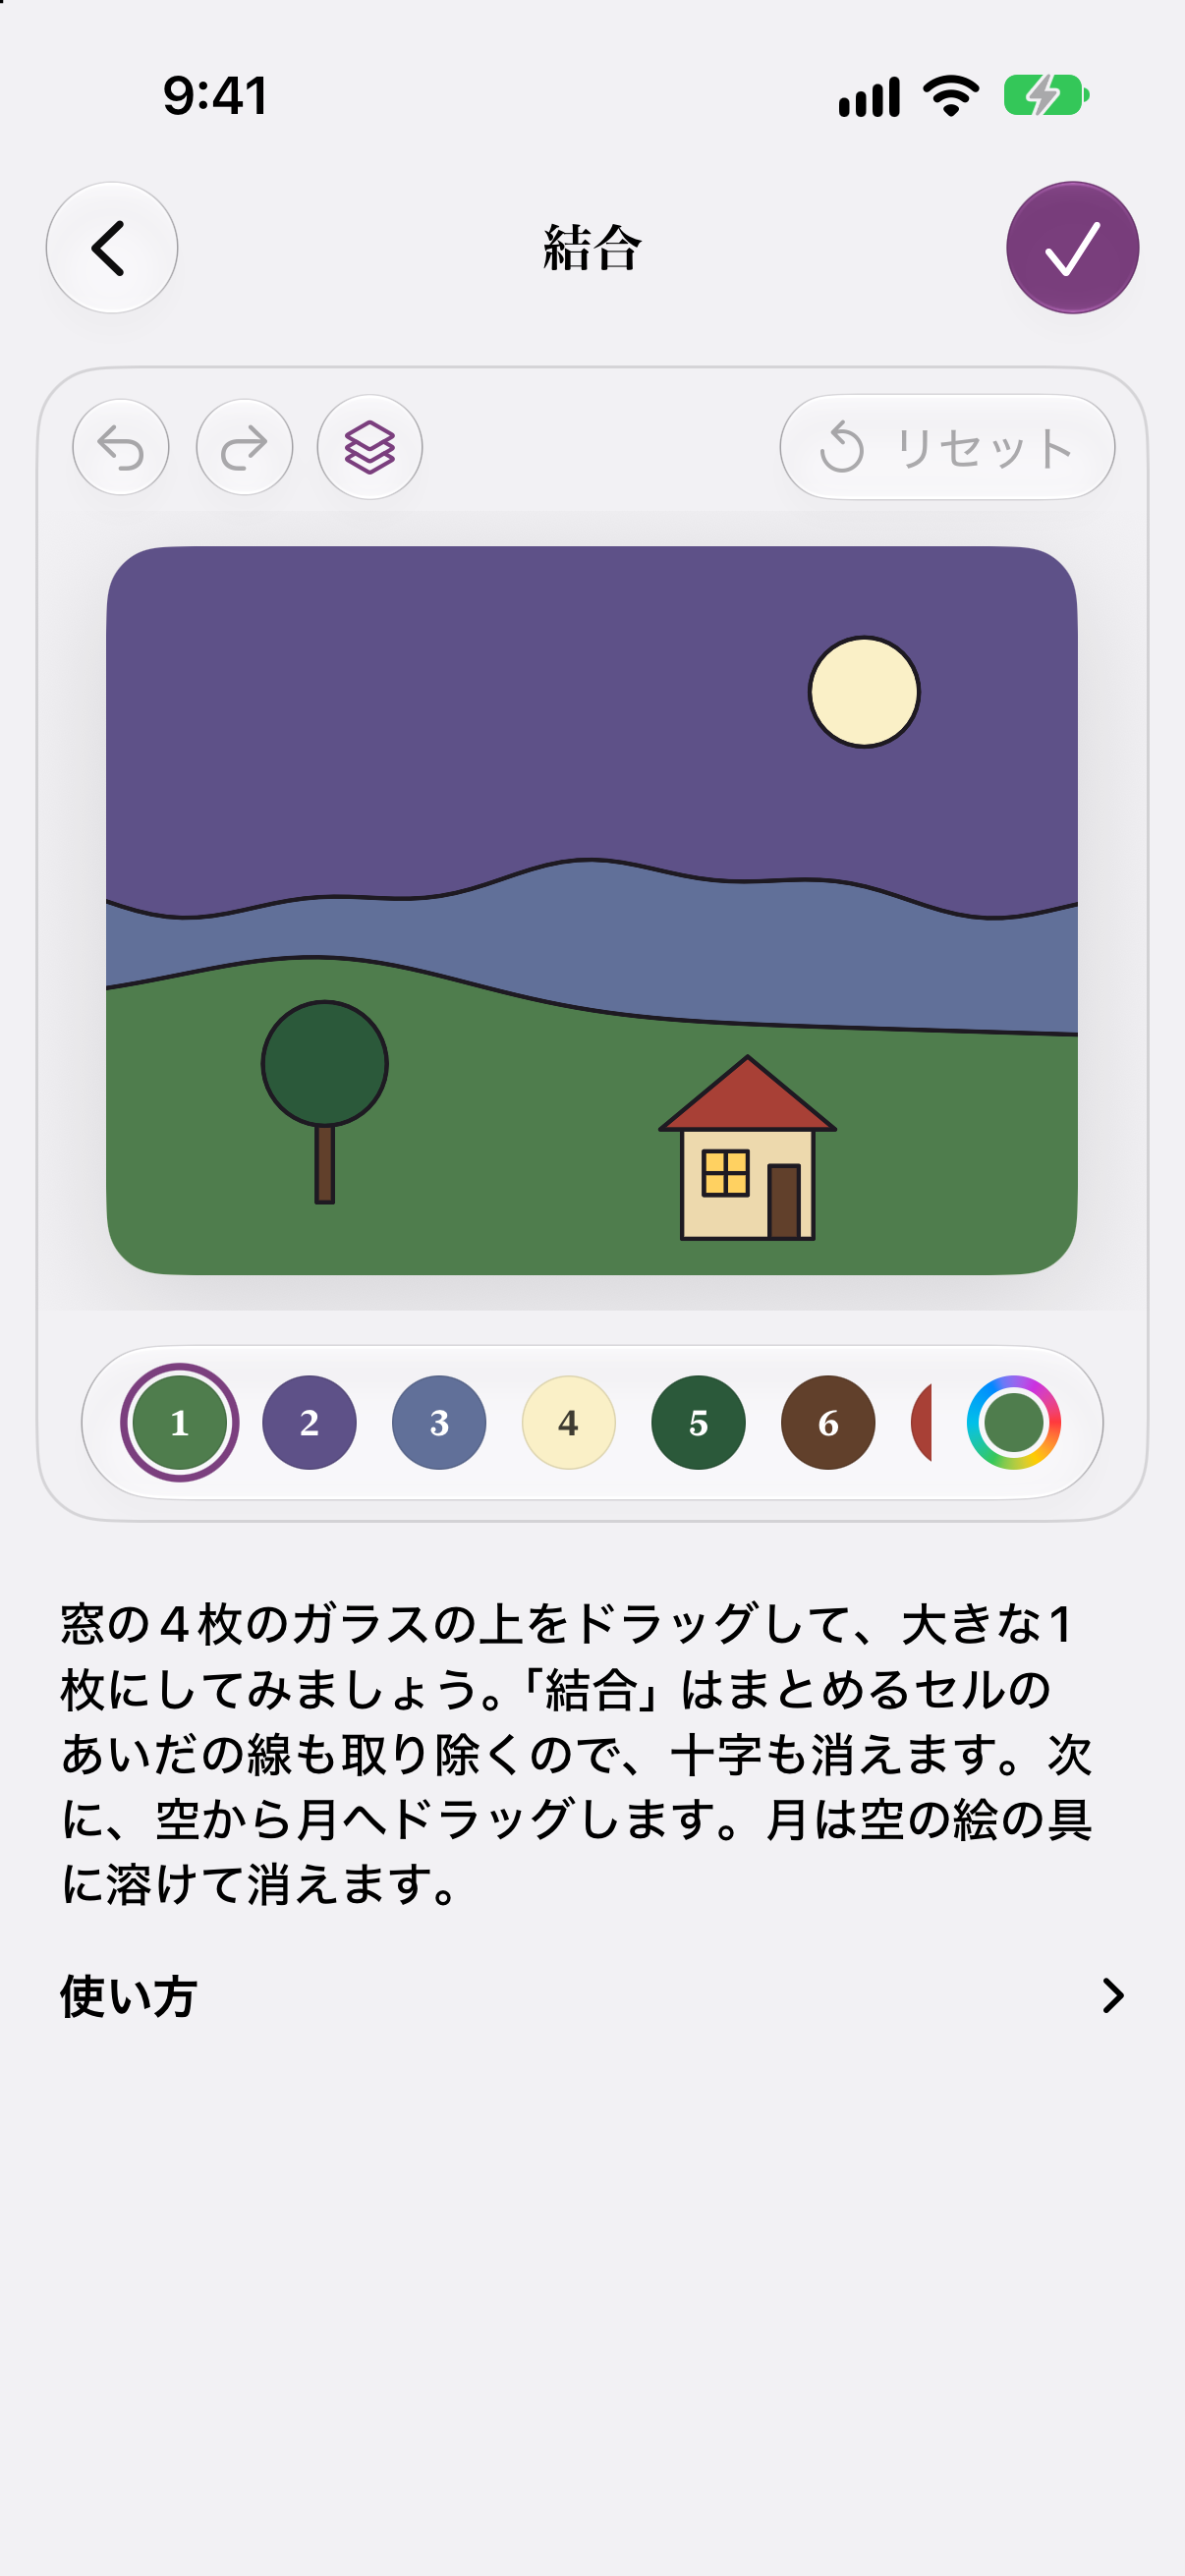 9:41
結合
リセット
1 2 3 4 5 6
窓の4枚のガラスの上をドラッグして、大きな1
枚にしてみましょう。「結合」はまとめるセルの
あいだの線も取り除くので、十字も消えます。次
に、空から月へドラッグします。月は空の絵の具
に溶けて消えます。
使い方